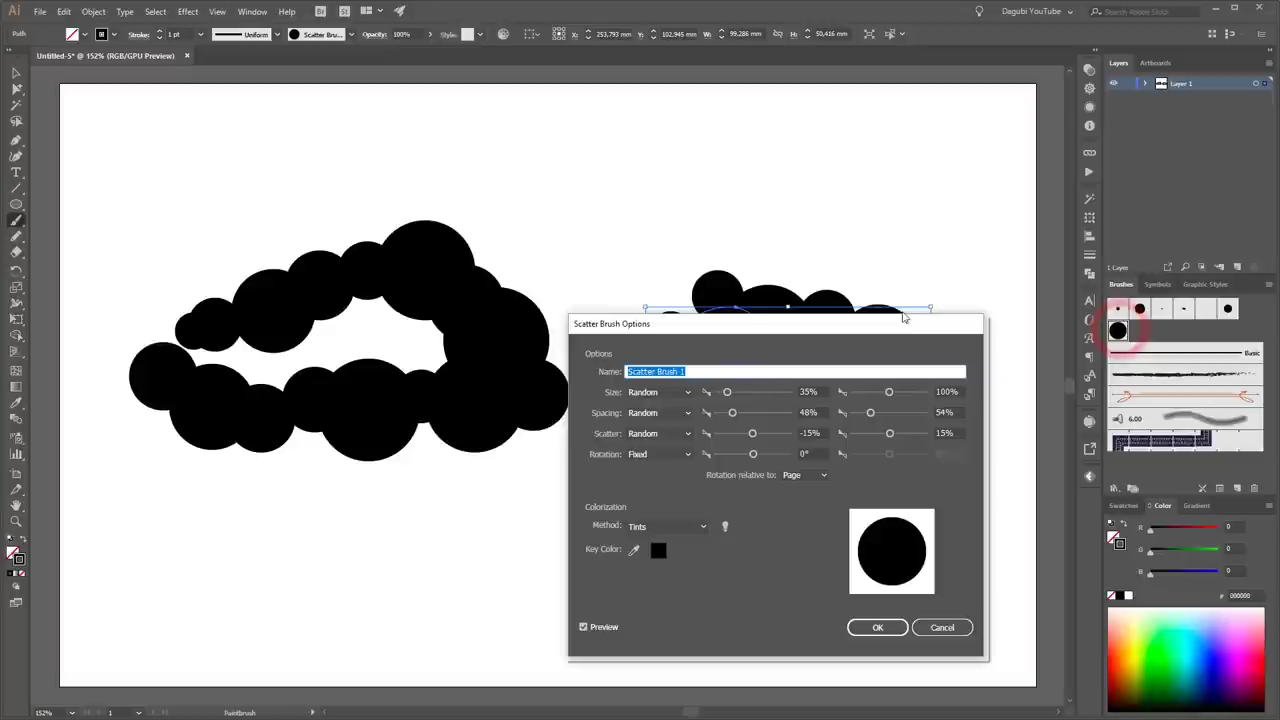 Ai File Edit Object Type Select Effect View Window Help Br St Dagubi YouTube Search Adobe Stock
Path Stroke: 1 pt Uniform Scatter Bru... Opacity: 100% Style: X: 253,793 m Y: 102,945 mm W: 99,286 mm H: 50,416 mm
Untitled-5* @ 152% (RGB/GPU Preview) ×
Layers Artboards
Layer 1
1 Layer
Brushes Symbols Graphic Styles
Basic
6.00
Scatter Brush Options
Options
Name: Scatter Brush 1
Size: Random 35% 100%
Spacing: Random 48% 54%
Scatter: Random -15% 15%
Rotation: Fixed 0°
Rotation relative to: Page
Colorization
Method: Tints
Key Color:
Preview OK Cancel
Swatches Color Gradient
R 0
G 0
B 0
# 000000
152% 1 Paintbrush